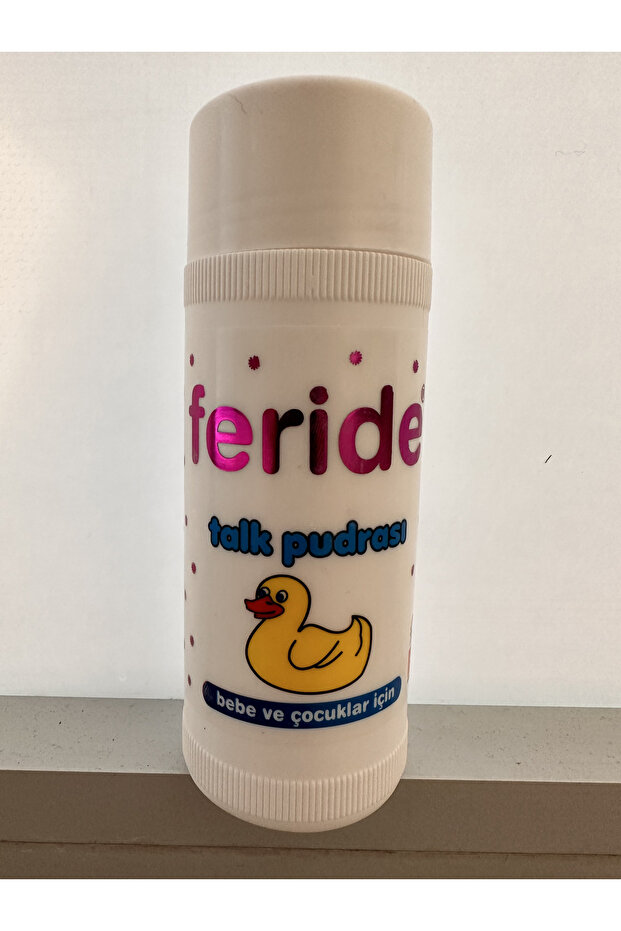 feride
talk pudrası
bebe ve çocuklar için